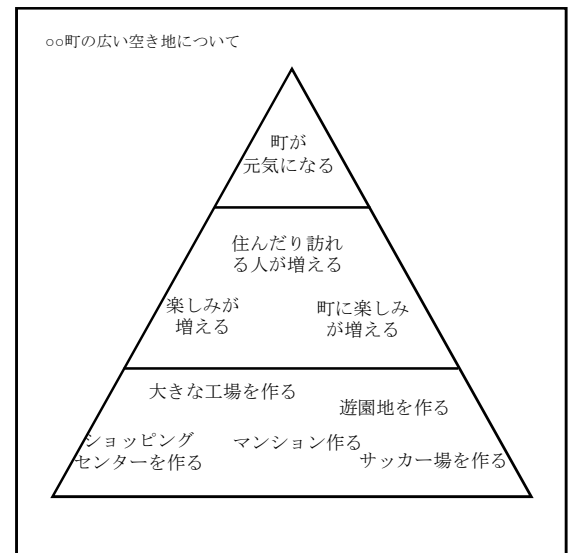 ○○町の広い空き地について
町が
元気になる
住んだり訪れ
る人が増える
楽しみが
増える
町に楽しみ
が増える
大きな工場を作る
遊園地を作る
ショッピング
センターを作る
マンション作る
サッカー場を作る